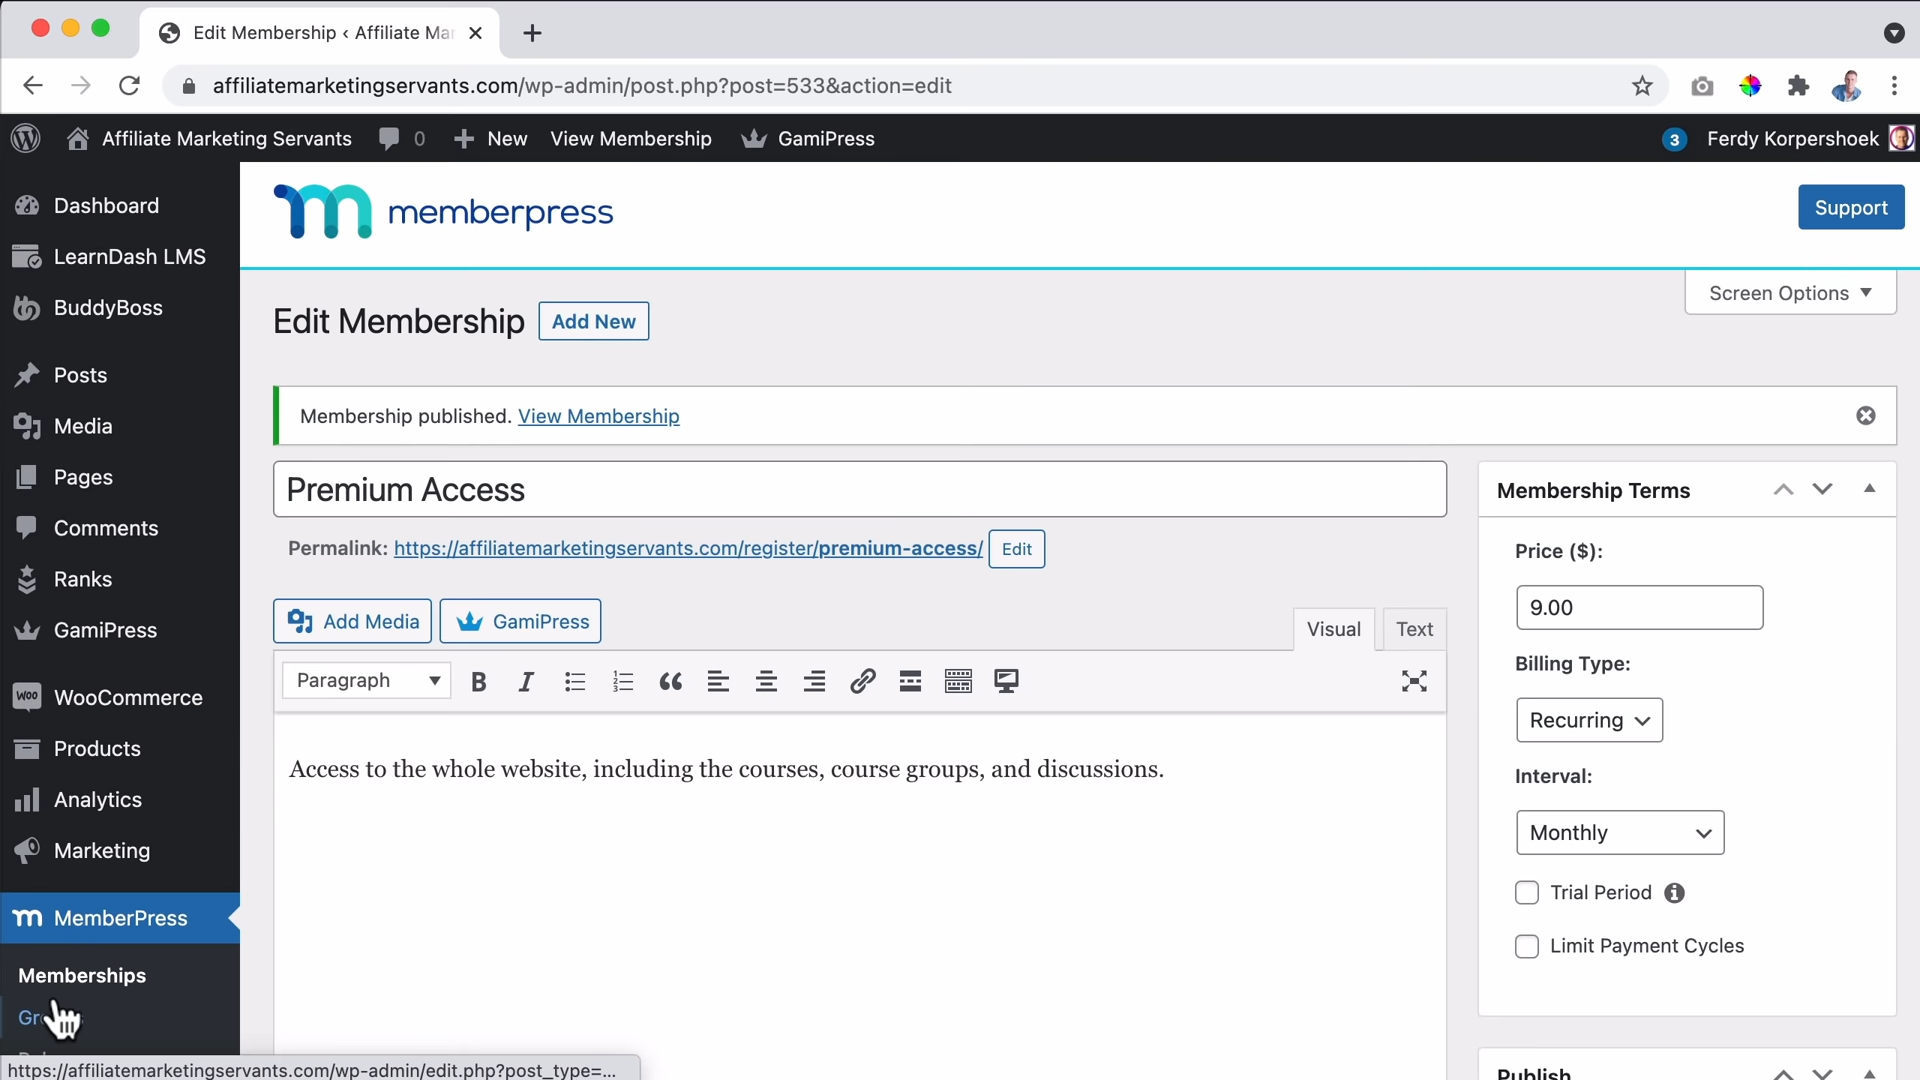 Edit Membership ‹ Affiliate Mar
affiliatemarketingservants.com/wp-admin/post.php?post=533&action=edit
Affiliate Marketing Servants 0 New View Membership GamiPress 3 Ferdy Korpershoek
Dashboard
LearnDash LMS
BuddyBoss
Posts
Media
Pages
Comments
Ranks
GamiPress
WOO WooCommerce
Products
Analytics
Marketing
MemberPress
Memberships
Gr
memberpress
Support
Screen Options
Edit Membership Add New
Membership published. View Membership
Premium Access
Permalink: https://affiliatemarketingservants.com/register/premium-access/ Edit
Add Media GamiPress
Visual Text
Paragraph
Access to the whole website, including the courses, course groups, and discussions.
Membership Terms
Price ($):
9.00
Billing Type:
Recurring
Interval:
Monthly
Trial Period
Limit Payment Cycles
Publish
https://affiliatemarketingservants.com/wp-admin/edit.php?post_type=...